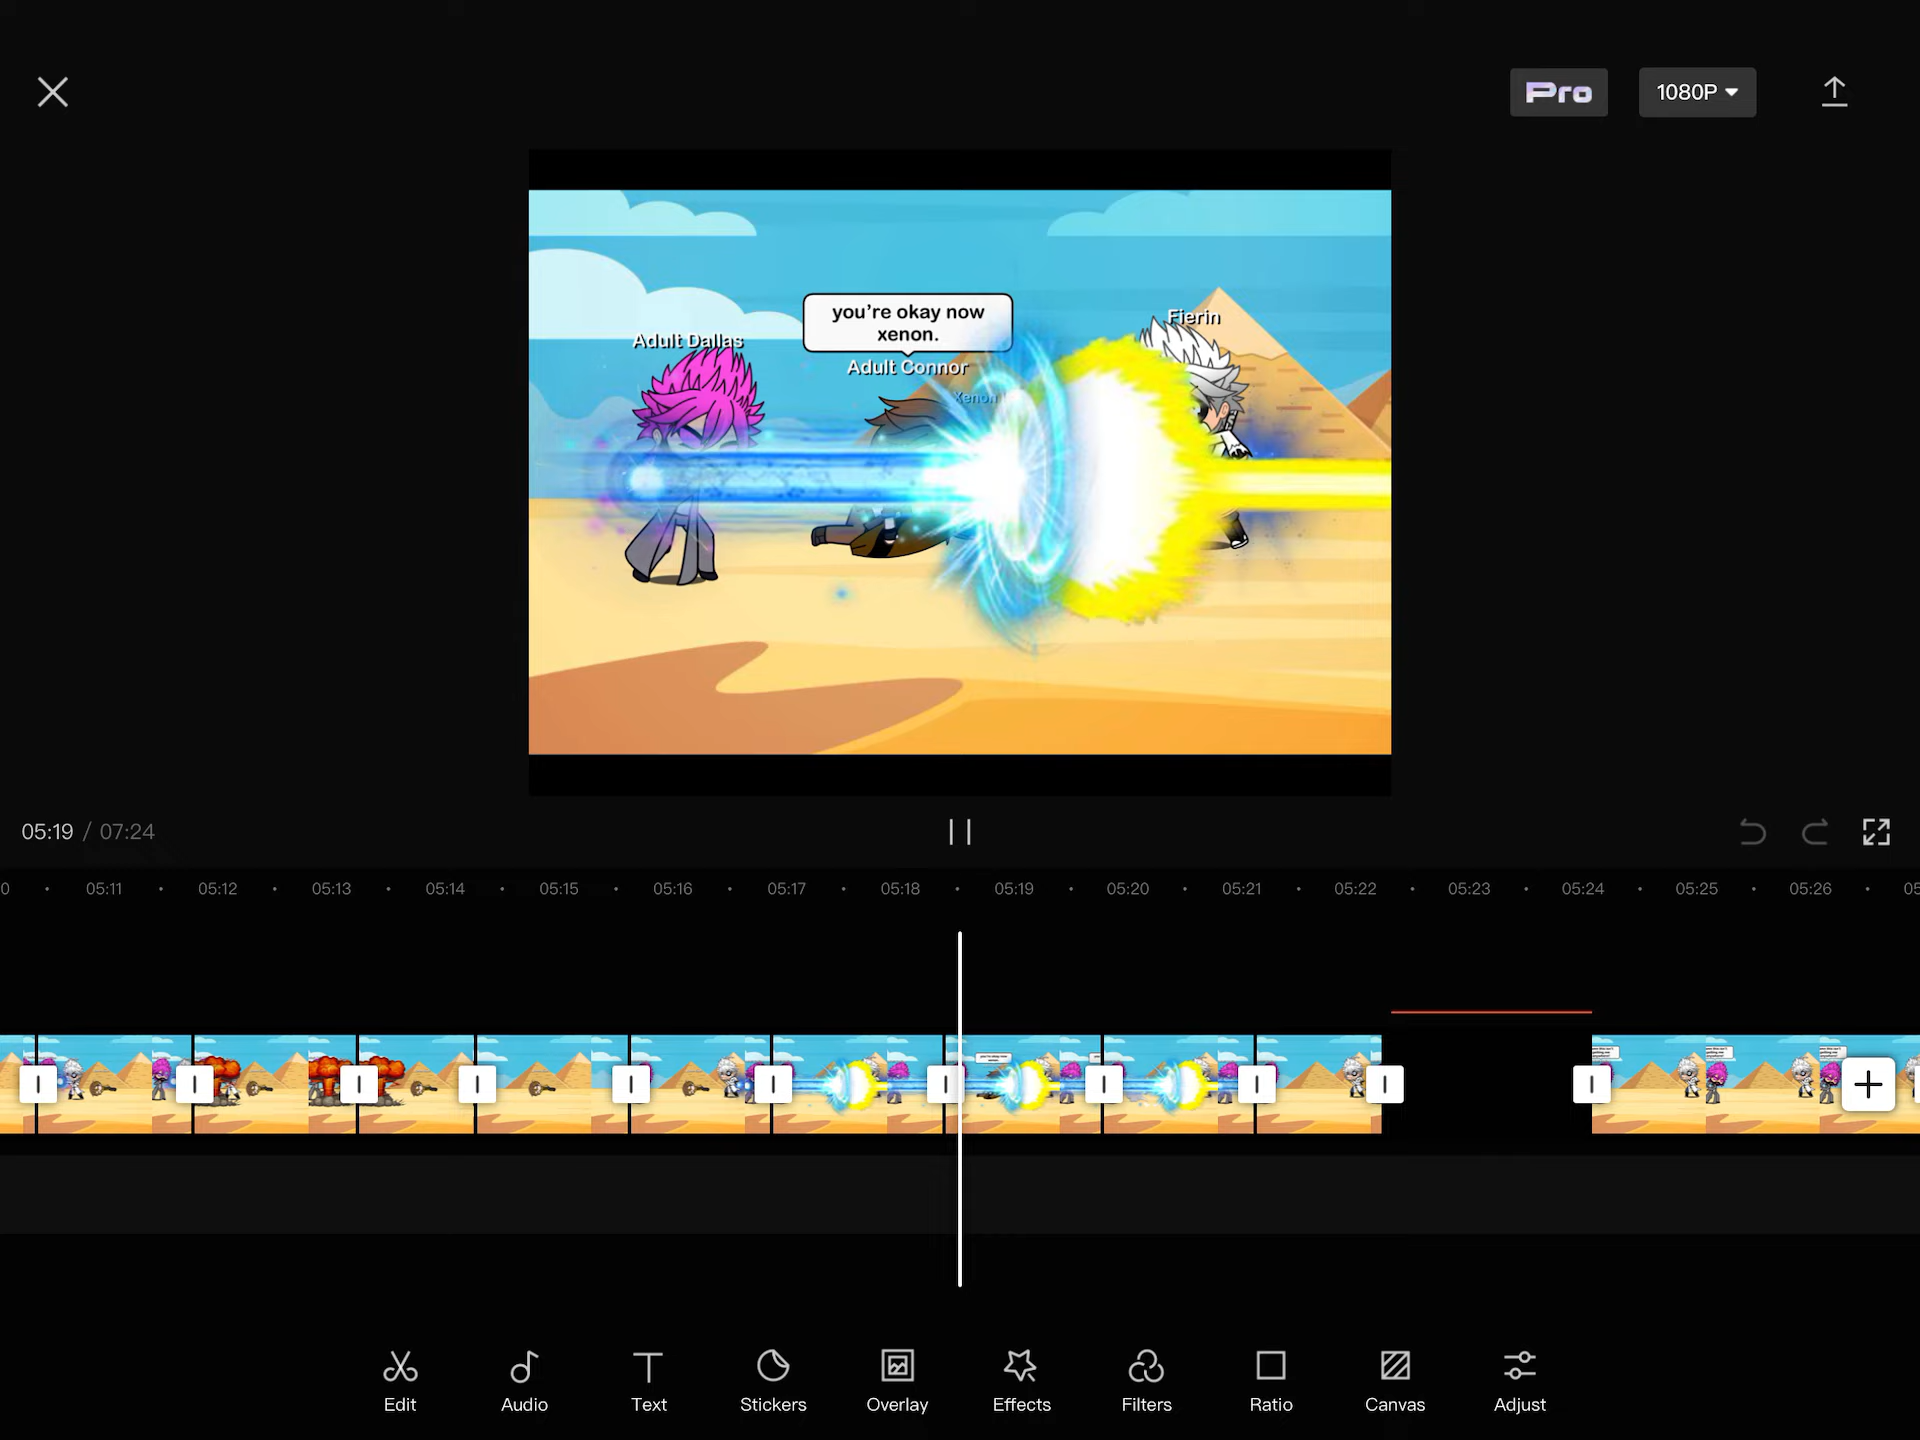 Pro
1080P
you're okay now
xenon.
Fierin
Adult Dallas
Adult Connor
Xenon
05:19 / 07:24
0 05:11 05:12 05:13 05:14 05:15 05:16 05:17 05:18 05:19 05:20 05:21 05:22 05:23 05:24 05:25 05:26 05
Edit Audio Text Stickers Overlay Effects Filters Ratio Canvas Adjust